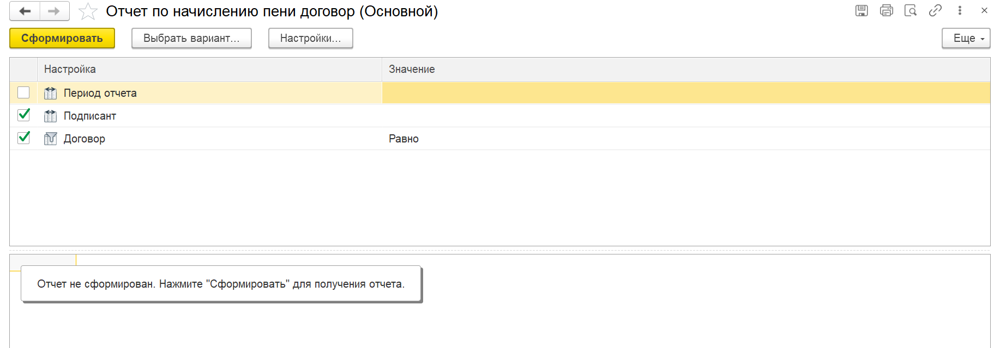 Отчет по начислению пени договор (Основной)
Сформировать
Выбрать вариант...
Настройки...
Еще
Настройка
Значение
Период отчета
Подписант
Договор
Равно
Отчет не сформирован. Нажмите "Сформировать" для получения отчета.